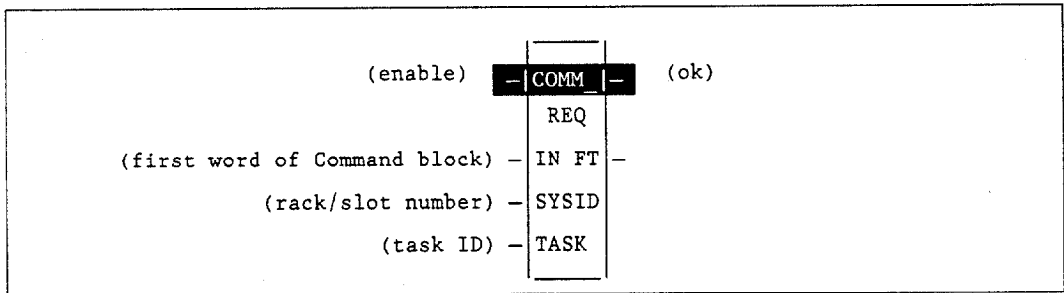 (enable) –|COMM_|– (ok)
REQ
(first word of Command block) –|IN FT|–
(rack/slot number) –|SYSID
(task ID) –|TASK